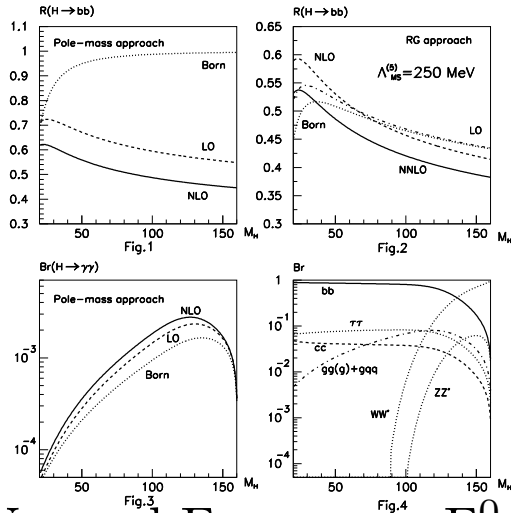 R(H→bb)
1.1
1
0.9
0.8
0.7
0.6
0.5
0.4
0.3
Pole-mass approach
Born
LO
NLO
50
100
150
M_H
Fig.1
R(H→bb)
0.65
0.6
0.55
0.5
0.45
0.4
0.35
0.3
RG approach
NLO
Λ^(5)_MS=250 MeV
Born
LO
NNLO
50
100
150
M_H
Fig.2
Br(H→γγ)
10^-3
10^-4
Pole-mass approach
NLO
LO
Born
50
100
150
M_H
Fig.3
Br
1
10^-1
10^-2
10^-3
10^-4
bb
ττ
cc
gg(g)+gqq
WW*
ZZ*
50
100
150
M_H
Fig.4